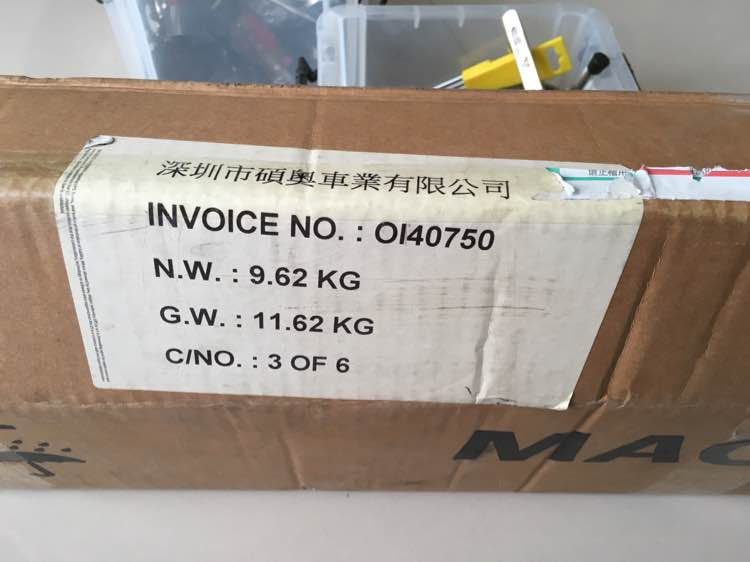 深圳市碩奧車業有限公司
INVOICE NO. : OI40750
N.W. : 9.62 KG
G.W. : 11.62 KG
C/NO. : 3 OF 6
MAG